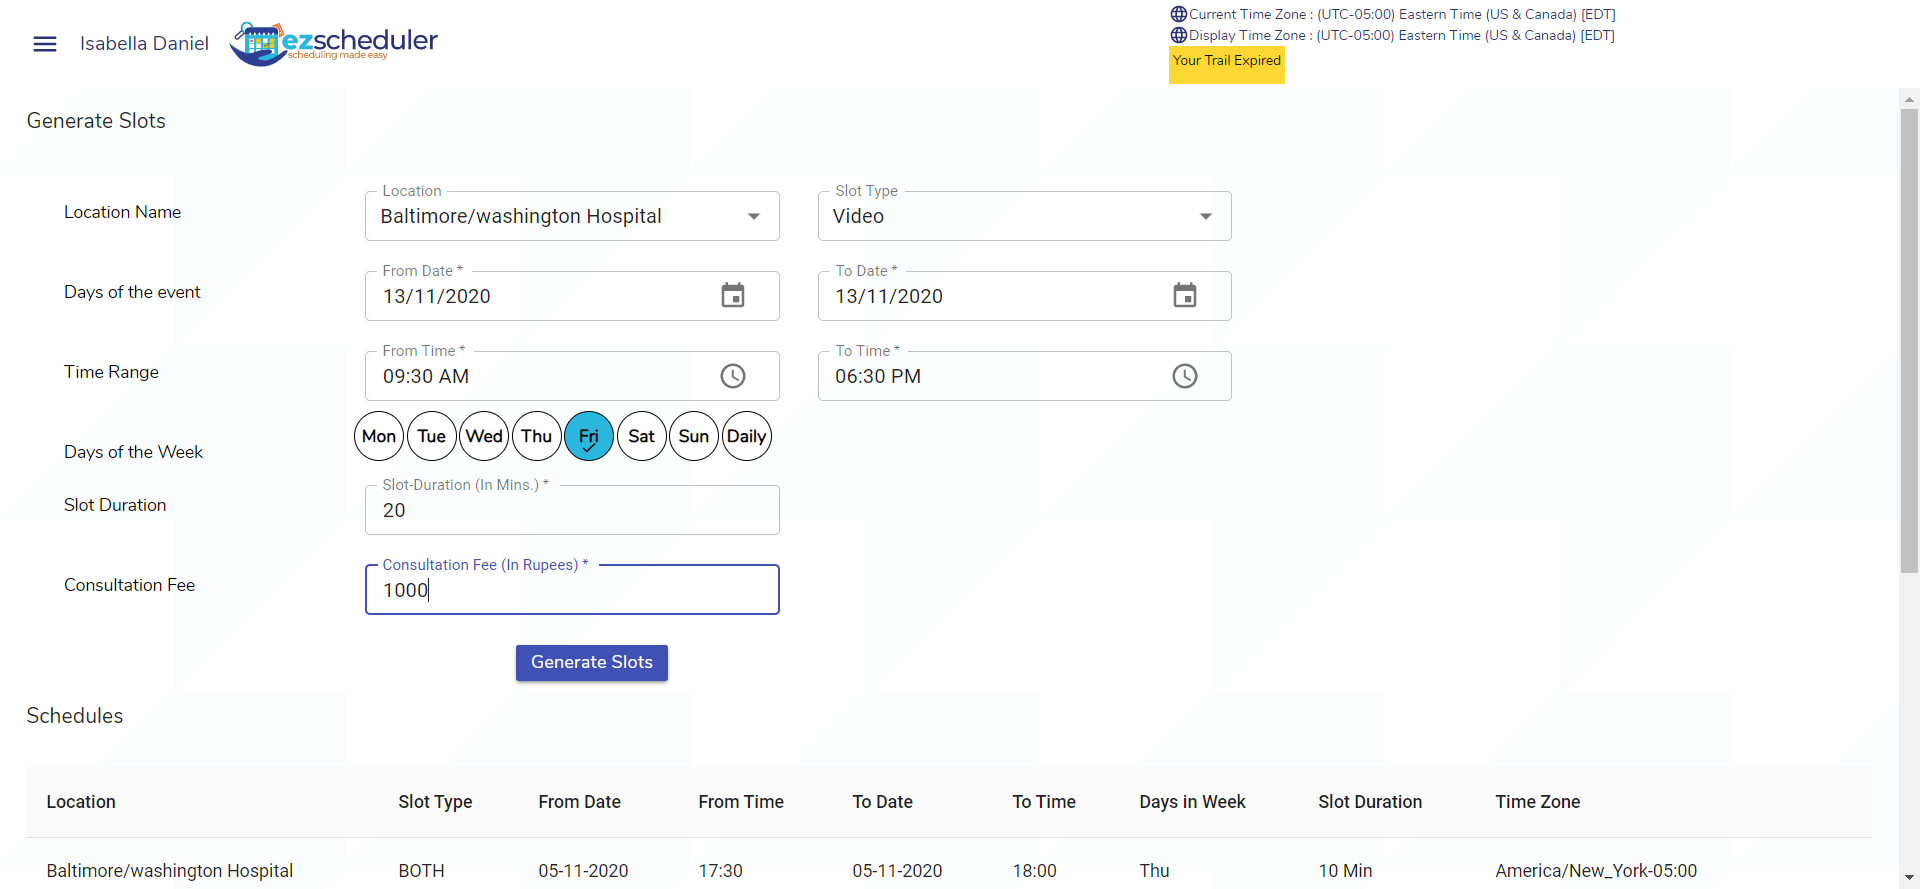 Isabella Daniel
ezscheduler
scheduling made easy
Current Time Zone : (UTC-05:00) Eastern Time (US & Canada) [EDT]
Display Time Zone : (UTC-05:00) Eastern Time (US & Canada) [EDT]
Your Trail Expired
Generate Slots
Location Name
Location
Baltimore/washington Hospital
Slot Type
Video
Days of the event
From Date *
13/11/2020
To Date *
13/11/2020
Time Range
From Time *
09:30 AM
To Time *
06:30 PM
Days of the Week
Mon Tue Wed Thu Fri Sat Sun Daily
Slot Duration
Slot-Duration (In Mins.) *
20
Consultation Fee
Consultation Fee (In Rupees) *
1000
Generate Slots
Schedules
Location Slot Type From Date From Time To Date To Time Days in Week Slot Duration Time Zone
Baltimore/washington Hospital BOTH 05-11-2020 17:30 05-11-2020 18:00 Thu 10 Min America/New_York-05:00